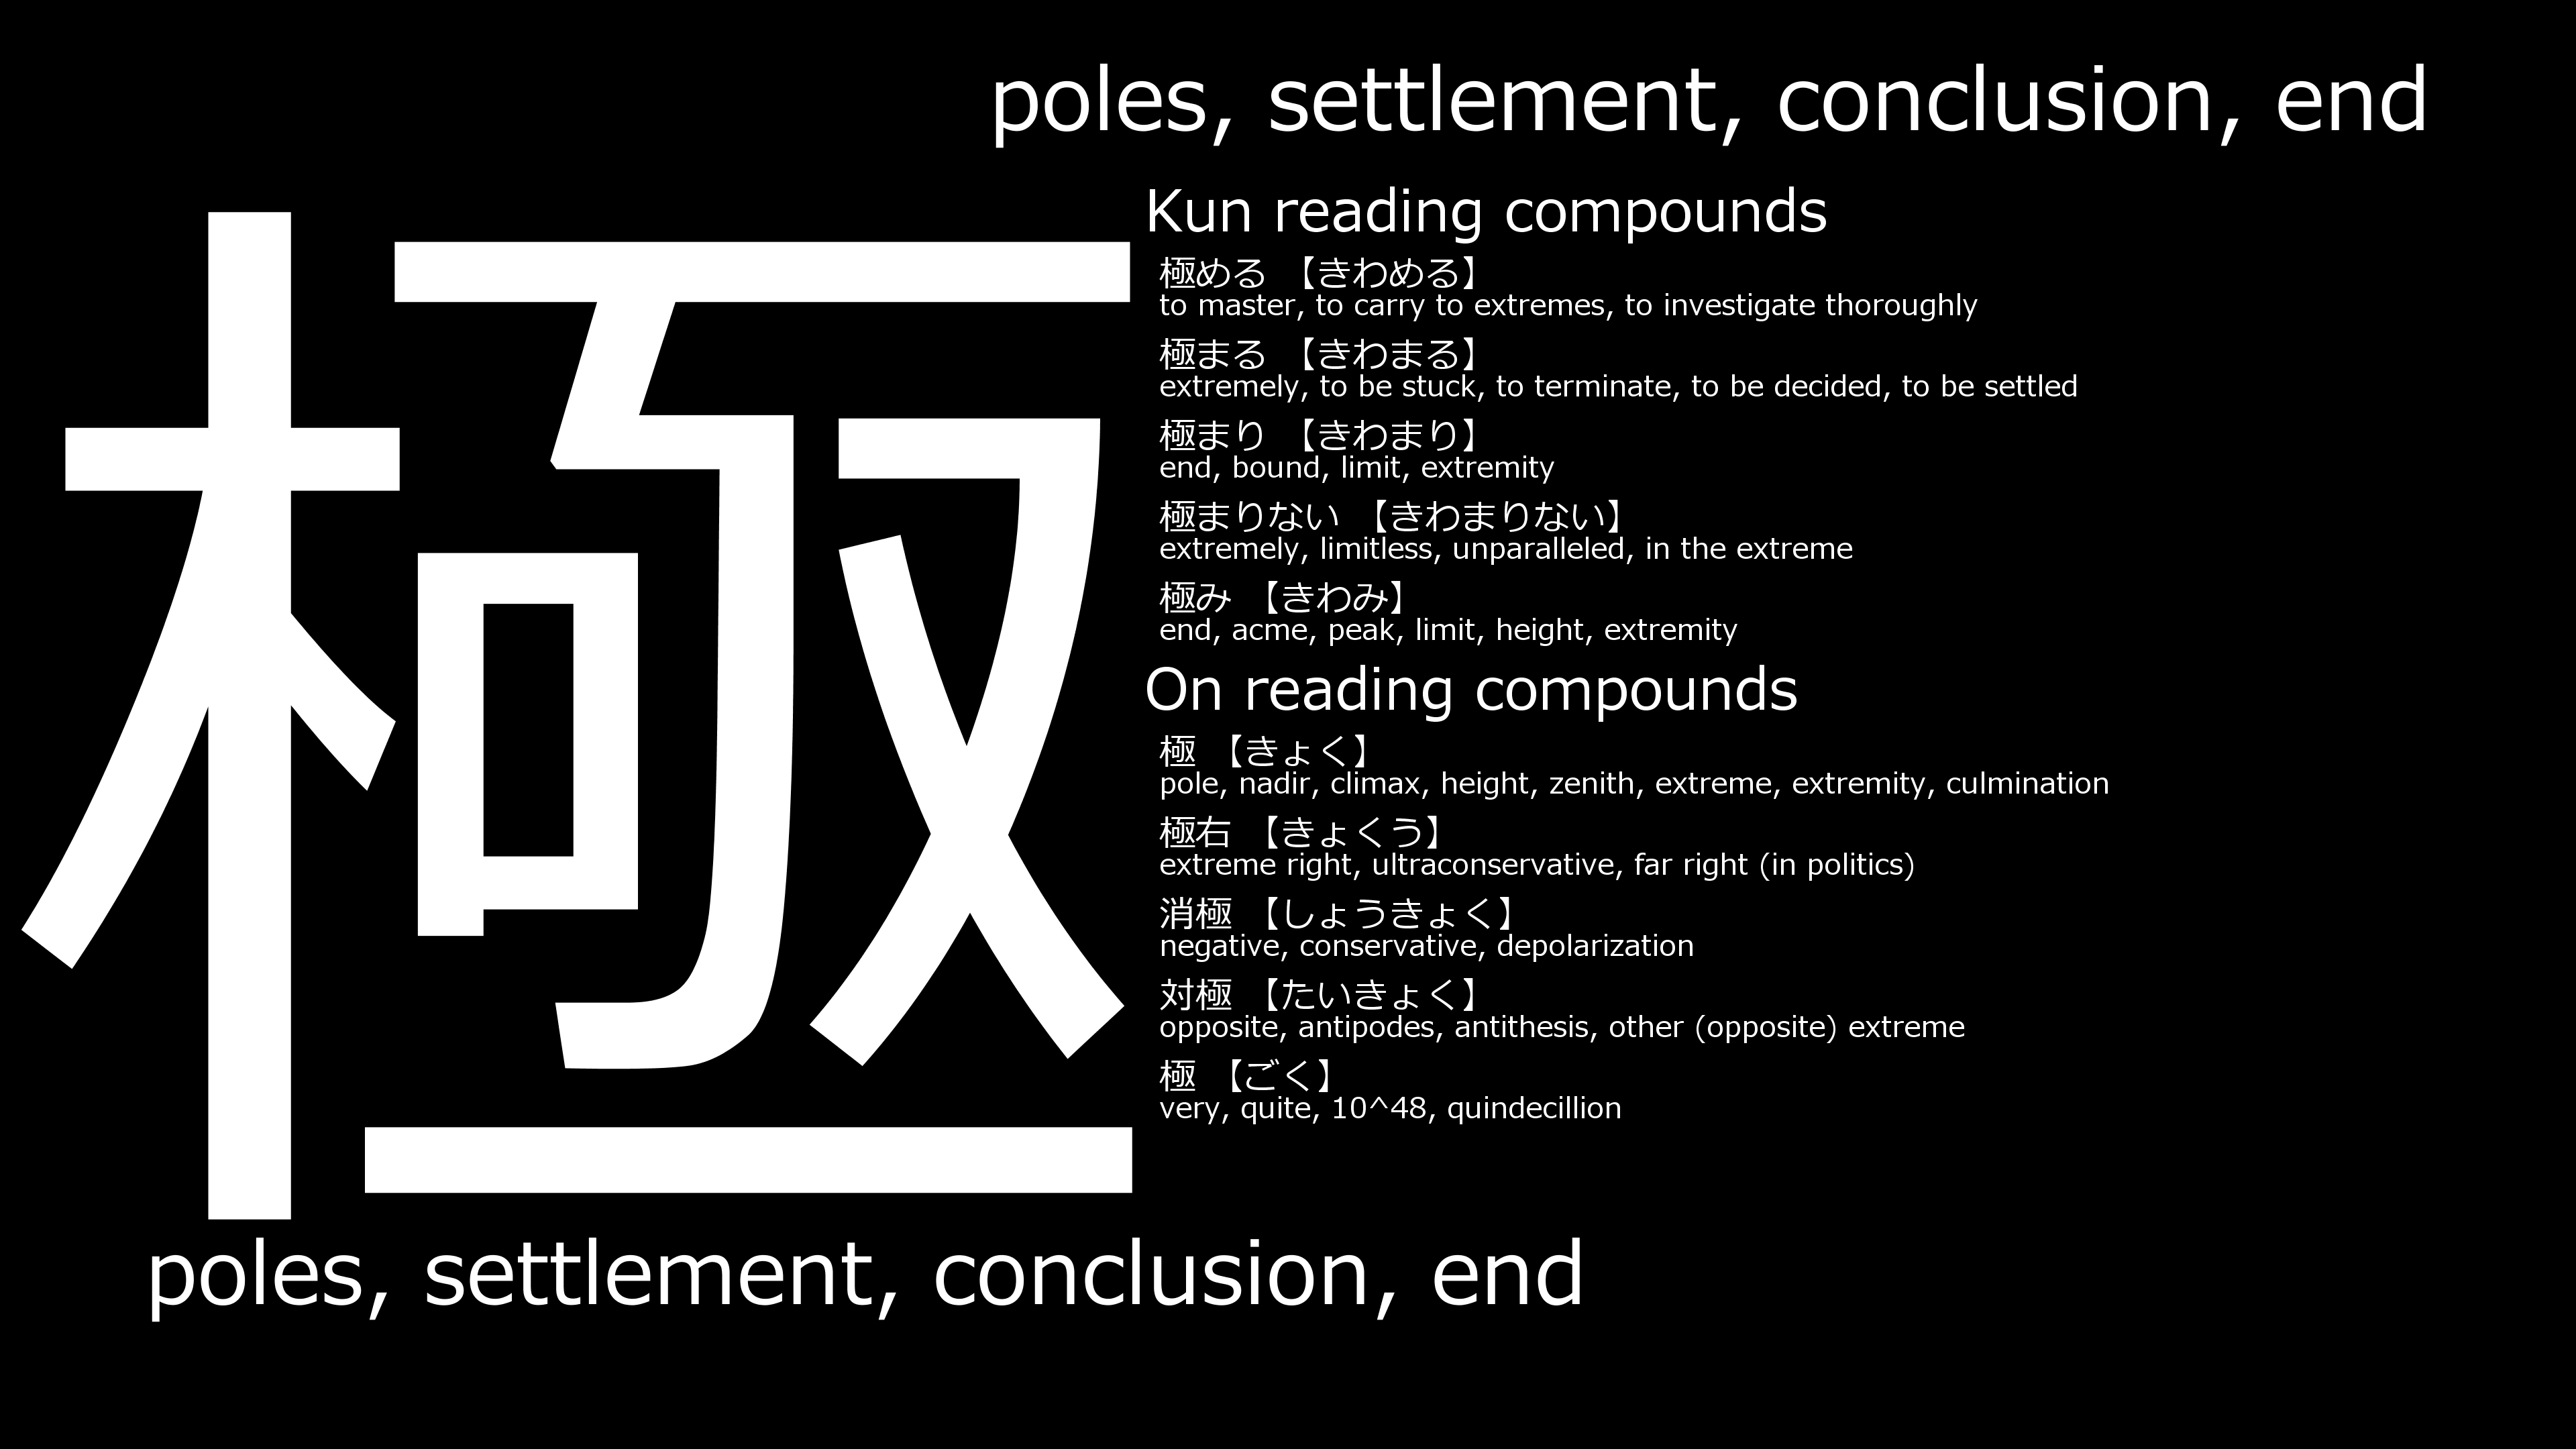 poles, settlement, conclusion, end
極
Kun reading compounds
極める 【きわめる】
to master, to carry to extremes, to investigate thoroughly
極まる 【きわまる】
extremely, to be stuck, to terminate, to be decided, to be settled
極まり 【きわまり】
end, bound, limit, extremity
極まりない 【きわまりない】
extremely, limitless, unparalleled, in the extreme
極み 【きわみ】
end, acme, peak, limit, height, extremity
On reading compounds
極 【きょく】
pole, nadir, climax, height, zenith, extreme, extremity, culmination
極右 【きょくう】
extreme right, ultraconservative, far right (in politics)
消極 【しょうきょく】
negative, conservative, depolarization
対極 【たいきょく】
opposite, antipodes, antithesis, other (opposite) extreme
極 【ごく】
very, quite, 10^48, quindecillion
poles, settlement, conclusion, end